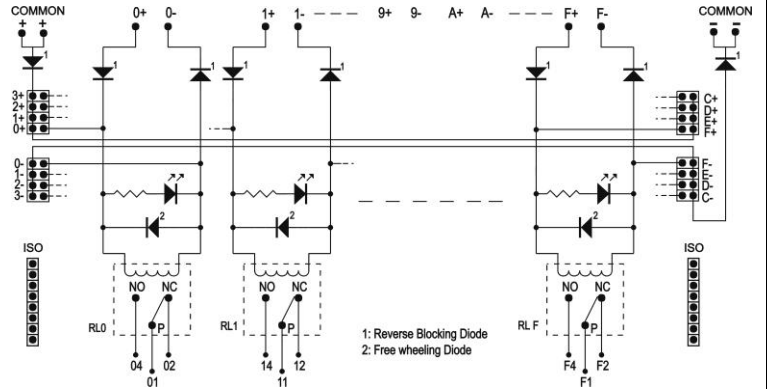 COMMON 0+ 0- 1+ 1- 9+ 9- A+ A- F+ F- COMMON
+ + - -
1 1 1 1 1 1 1 1
3+ C+
2+ D+
1+ E+
0+ F+
0- F-
1- E-
2- D-
3- C-
2 2 2
ISO ISO
NO NC NO NC NO NC
RL0 P RL1 P RL F P
1: Reverse Blocking Diode
2: Free wheeling Diode
04 02 14 12 F4 F2
01 11 F1